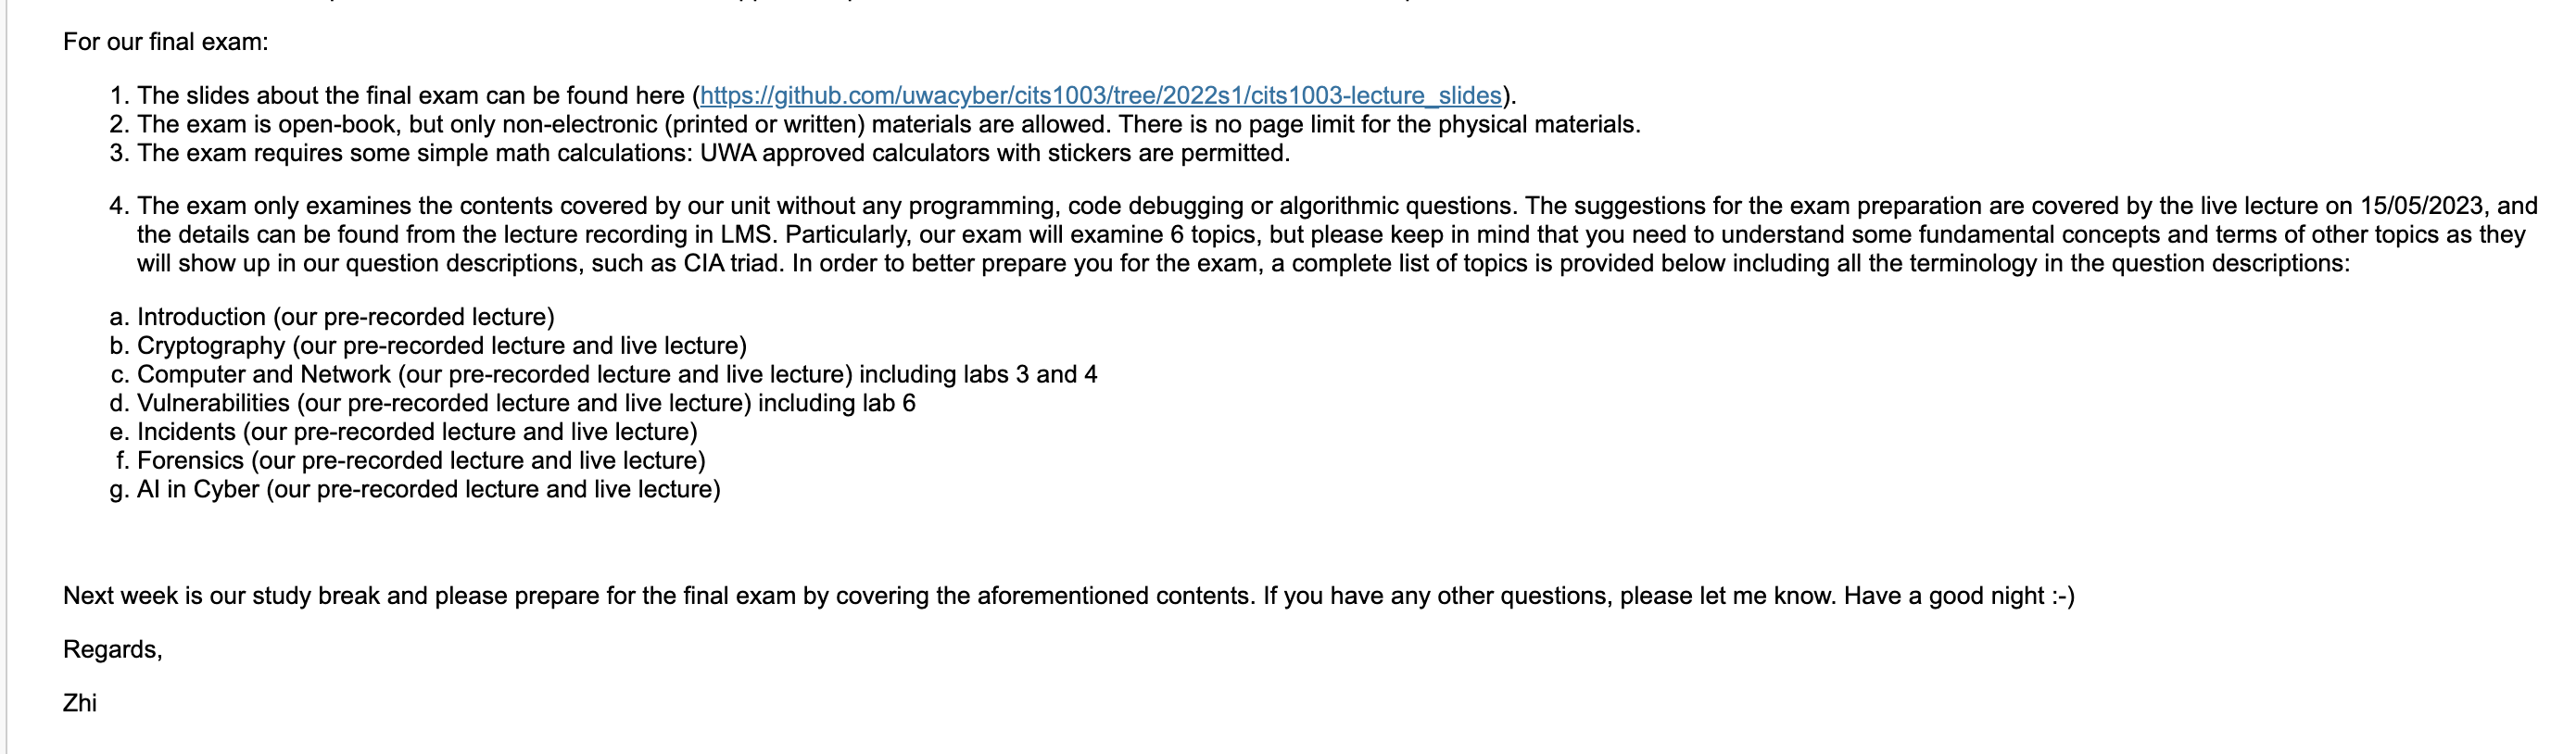 For our final exam:
1. The slides about the final exam can be found here (https://github.com/uwacyber/cits1003/tree/2022s1/cits1003-lecture_slides).
2. The exam is open-book, but only non-electronic (printed or written) materials are allowed. There is no page limit for the physical materials.
3. The exam requires some simple math calculations: UWA approved calculators with stickers are permitted.
4. The exam only examines the contents covered by our unit without any programming, code debugging or algorithmic questions. The suggestions for the exam preparation are covered by the live lecture on 15/05/2023, and
the details can be found from the lecture recording in LMS. Particularly, our exam will examine 6 topics, but please keep in mind that you need to understand some fundamental concepts and terms of other topics as they
will show up in our question descriptions, such as CIA triad. In order to better prepare you for the exam, a complete list of topics is provided below including all the terminology in the question descriptions:
a. Introduction (our pre-recorded lecture)
b. Cryptography (our pre-recorded lecture and live lecture)
c. Computer and Network (our pre-recorded lecture and live lecture) including labs 3 and 4
d. Vulnerabilities (our pre-recorded lecture and live lecture) including lab 6
e. Incidents (our pre-recorded lecture and live lecture)
f. Forensics (our pre-recorded lecture and live lecture)
g. AI in Cyber (our pre-recorded lecture and live lecture)
Next week is our study break and please prepare for the final exam by covering the aforementioned contents. If you have any other questions, please let me know. Have a good night :-)
Regards,
Zhi